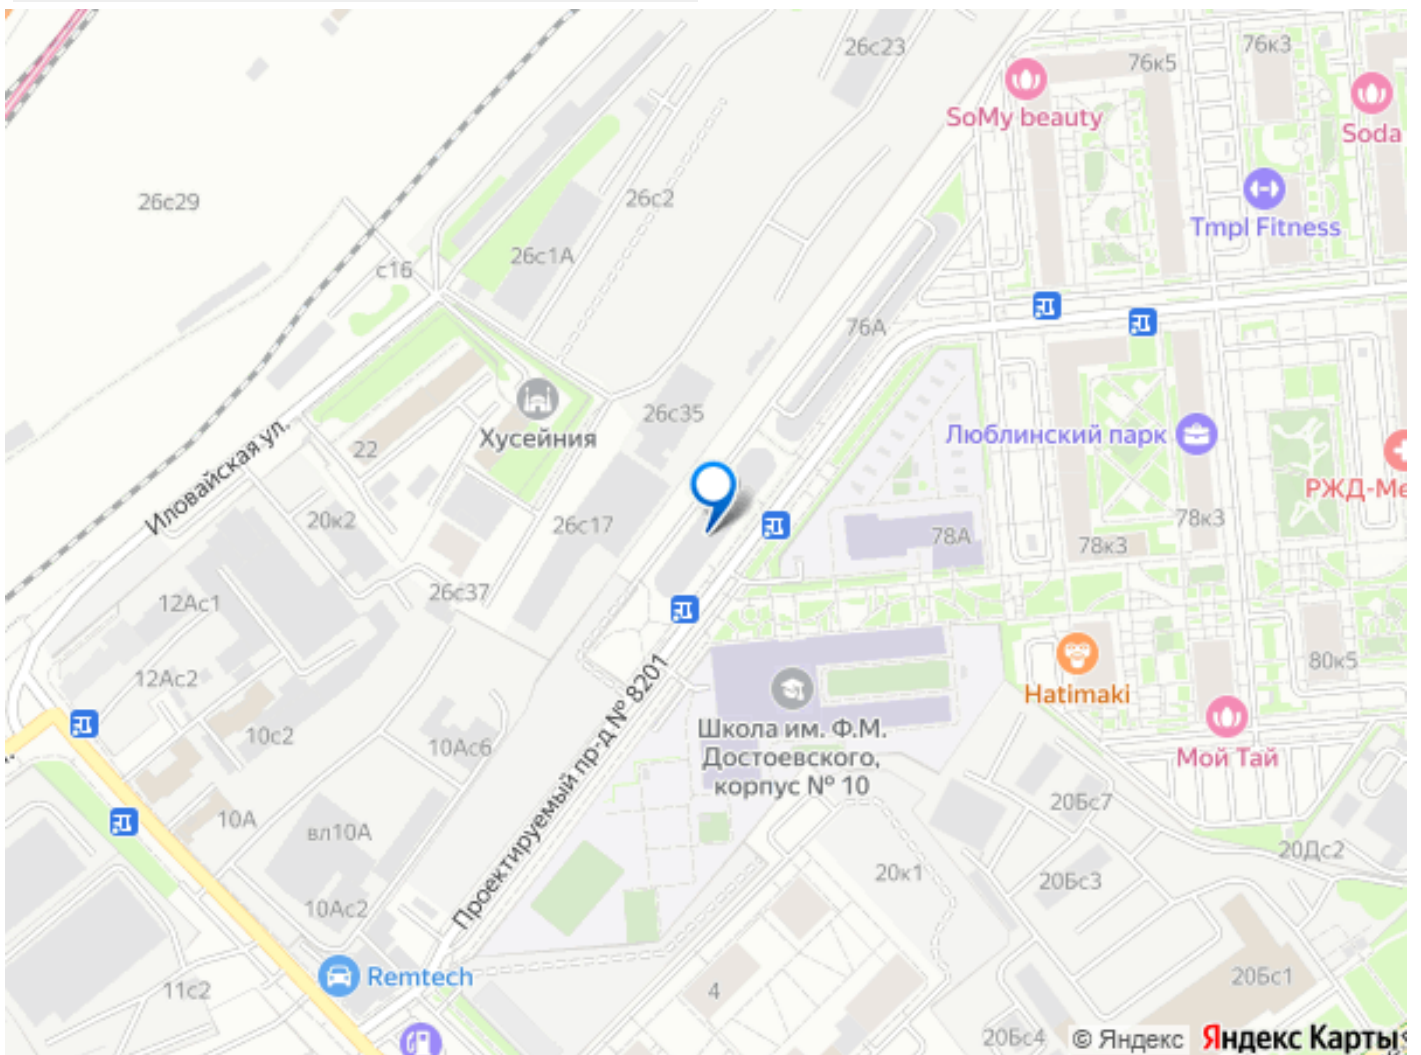 26с23
76к5
76к3
SoMy beauty
Soda
26с29
26с2
Tmpl Fitness
26с1А
с16
76А
26с35
Хусейния
22
Люблинский парк
РЖД-Ме
Иловайская ул.
20к2
26с17
78А
78к3
78к3
26с37
12Ас1
12Ас2
80к5
Hatimaki
10с2
10Ас6
Школа им. Ф.М.
Достоевского,
корпус № 10
Мой Тай
Проектируемый пр-д № 8201
20Бс7
10А
вл10А
20Дс2
20к1
20Бс3
10Ас2
Remtech
11с2
4
20Бс1
20Бс4
© Яндекс
Яндекс Карты